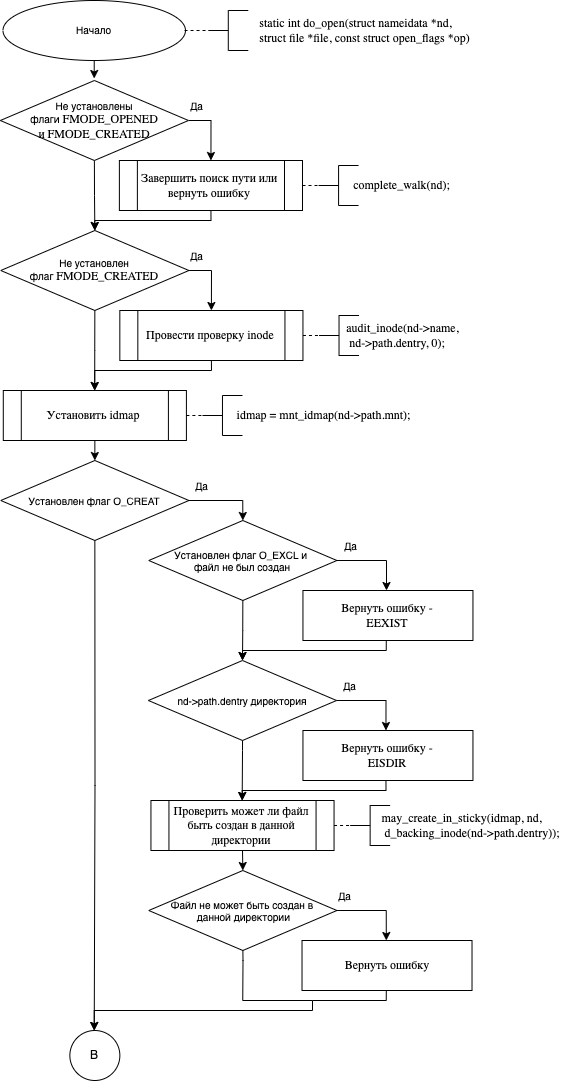 Начало
static int do_open(struct nameidata *nd,
struct file *file, const struct open_flags *op)
Не установлены
флаги FMODE_OPENED
и FMODE_CREATED
Да
Завершить поиск пути или
вернуть ошибку
complete_walk(nd);
Не установлен
флаг FMODE_CREATED
Да
Провести проверку inode
audit_inode(nd->name,
nd->path.dentry, 0);
Установить idmap
idmap = mnt_idmap(nd->path.mnt);
Установлен флаг O_CREAT
Да
Установлен флаг O_EXCL и
файл не был создан
Да
Вернуть ошибку -
EEXIST
nd->path.dentry директория
Да
Вернуть ошибку -
EISDIR
Проверить может ли файл
быть создан в данной
директории
may_create_in_sticky(idmap, nd,
d_backing_inode(nd->path.dentry));
Файл не может быть создан в
данной директории
Да
Вернуть ошибку
В